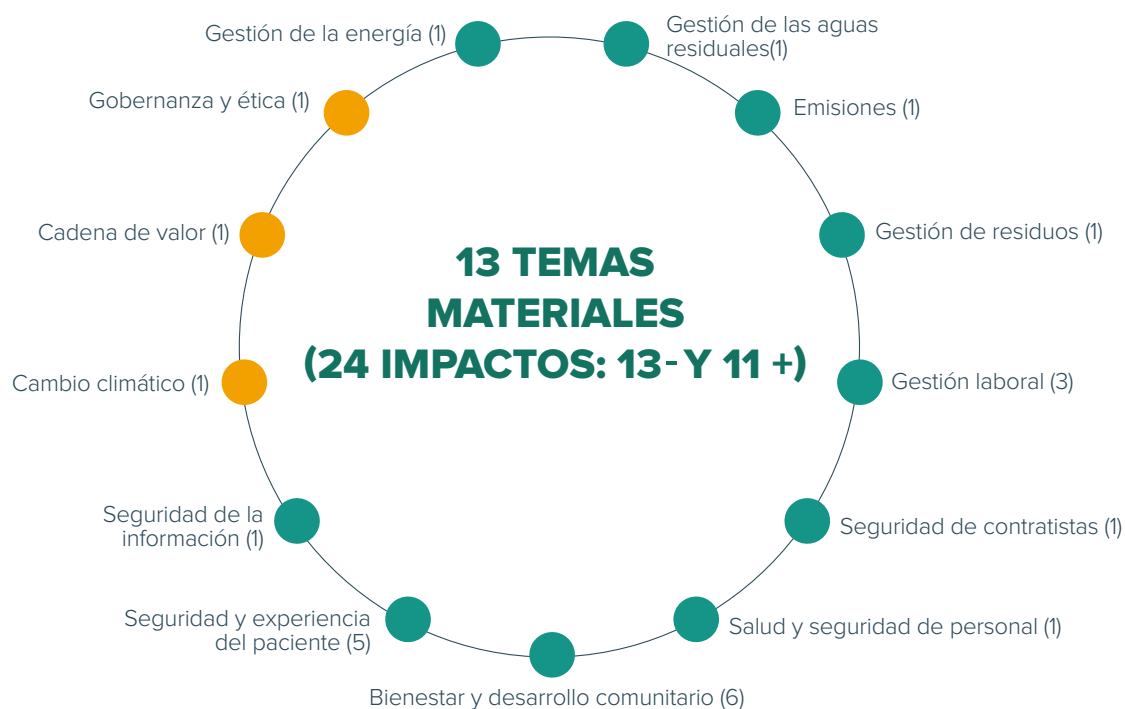 Gestión de la energía (1)
Gestión de las aguas
residuales(1)
Gobernanza y ética (1)
Emisiones (1)
Cadena de valor (1)
Gestión de residuos (1)
13 TEMAS
MATERIALES
(24 IMPACTOS: 13- Y 11 +)
Cambio climático (1)
Gestión laboral (3)
Seguridad de la
información (1)
Seguridad de contratistas (1)
Seguridad y experiencia
del paciente (5)
Salud y seguridad de personal (1)
Bienestar y desarrollo comunitario (6)